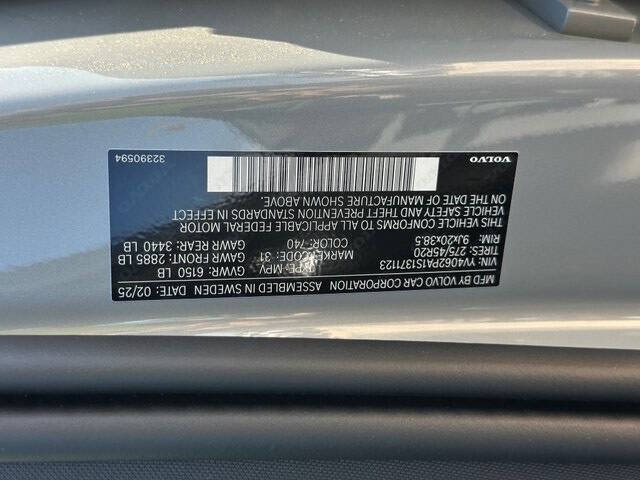 MFD BY VOLVO CAR CORPORATION ASSEMBLED IN SWEDEN 02/25
VIN: YV4062PA1S1371123 TYPE: MPV GVWR: 6150 LB
TIRES: 275/45R20 MARKET CODE: 31 GAWR FRONT: 2885 LB
RIM: 9Jx20x38.5 COLOR: 740 GAWR REAR: 3440 LB
THIS VEHICLE CONFORMS TO ALL APPLICABLE FEDERAL MOTOR
VEHICLE SAFETY AND THEFT PREVENTION STANDARDS IN EFFECT
ON THE DATE OF MANUFACTURE SHOWN ABOVE.
VOLVO 32390594